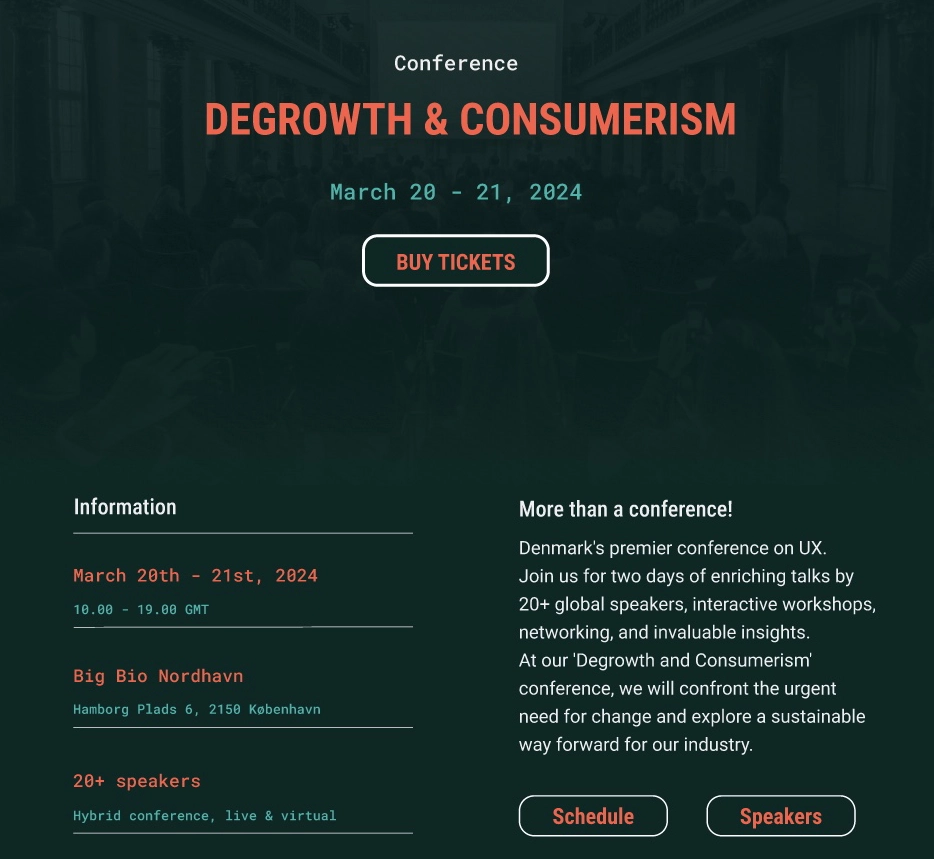 Conference
DEGROWTH & CONSUMERISM
March 20 - 21, 2024
BUY TICKETS
Information
March 20th - 21st, 2024
10.00 - 19.00 GMT
Big Bio Nordhavn
Hamborg Plads 6, 2150 København
20+ speakers
Hybrid conference, live & virtual
More than a conference!
Denmark's premier conference on UX.
Join us for two days of enriching talks by
20+ global speakers, interactive workshops,
networking, and invaluable insights.
At our 'Degrowth and Consumerism'
conference, we will confront the urgent
need for change and explore a sustainable
way forward for our industry.
Schedule
Speakers